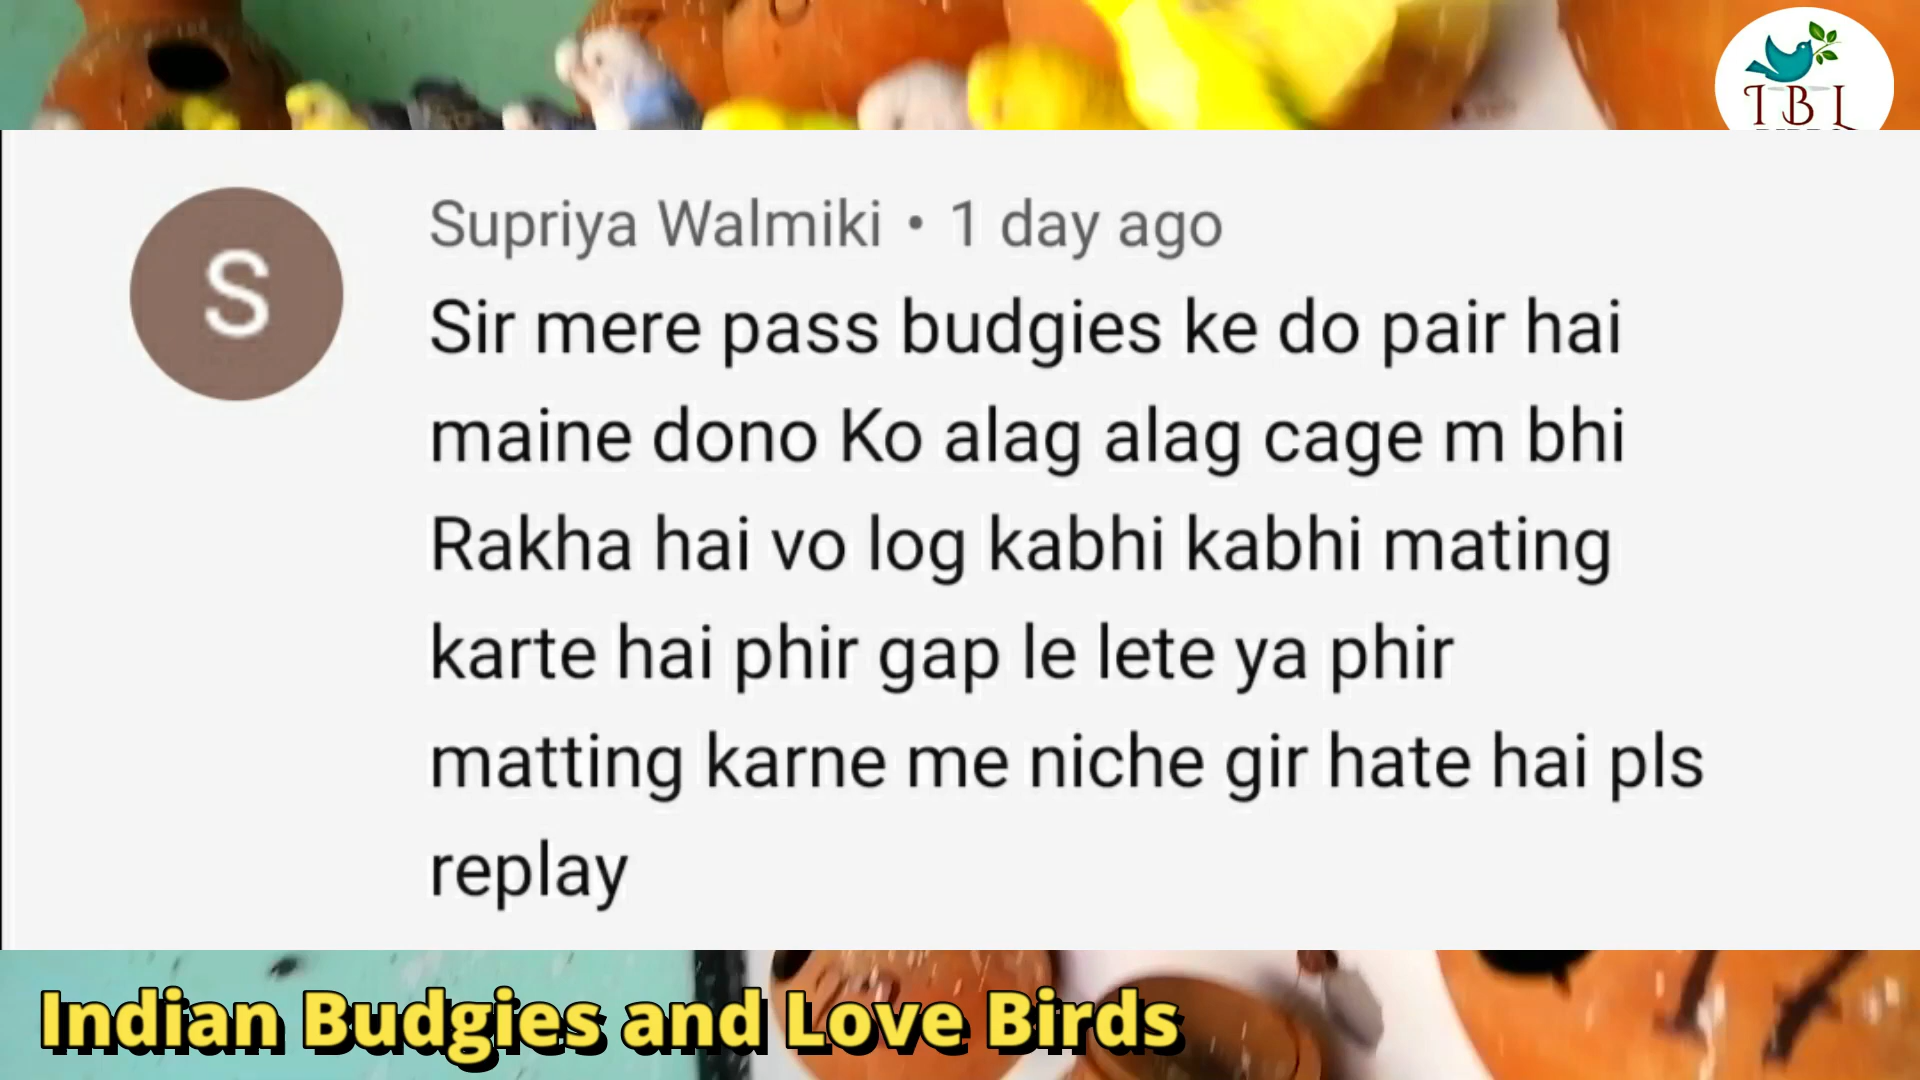 IBL
S
Supriya Walmiki • 1 day ago
Sir mere pass budgies ke do pair hai
maine dono Ko alag alag cage m bhi
Rakha hai vo log kabhi kabhi mating
karte hai phir gap le lete ya phir
matting karne me niche gir hate hai pls
replay
Indian Budgies and Love Birds